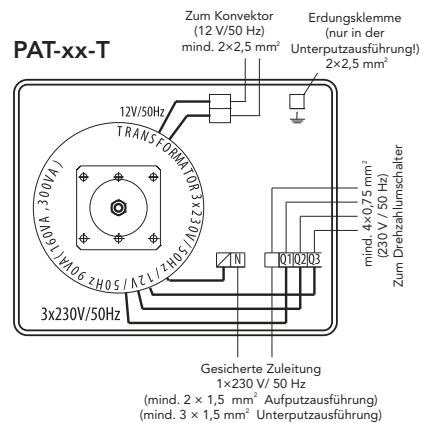 Zum Konvektor
(12 V/50 Hz)
mind. 2×2,5 mm²
Erdungsklemme
(nur in der
Unterputzausführung!)
2×2,5 mm²
PAT-xx-T
12V/50Hz
TRANSFORMATOR 3x230V/50Hz/12V/50Hz 90VA(160VA,300VA)
N
Q1 Q2 Q3
3x230V/50Hz
mind. 4×0,75 mm²
(230 V / 50 Hz)
Zum Drehzahlumschalter
Gesicherte Zuleitung
1×230 V/ 50 Hz
(mind. 2 × 1,5 mm² Aufputzausführung)
(mind. 3 × 1,5 mm² Unterputzausführung)